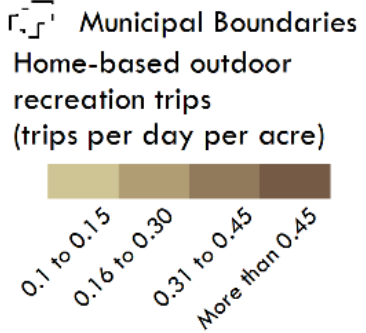 Municipal Boundaries
Home-based outdoor
recreation trips
(trips per day per acre)
0.1 to 0.15
0.16 to 0.30
0.31 to 0.45
More than 0.45